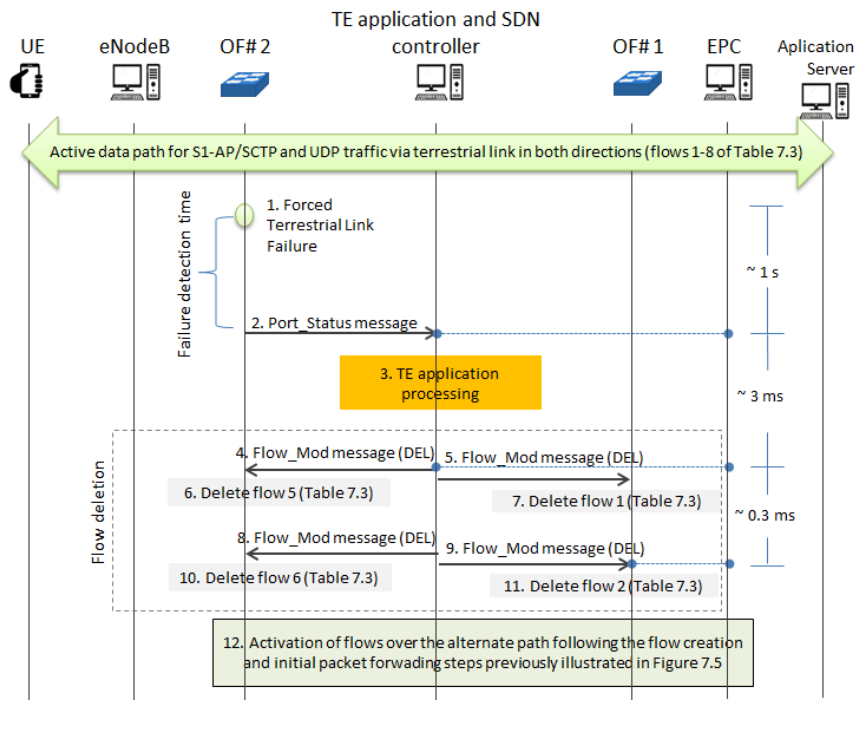 TE application and SDN
controller
UE
eNodeB
OF# 2
OF# 1
EPC
Aplication
Server
Active data path for S1-AP/SCTP and UDP traffic via terrestrial link in both directions (flows 1-8 of Table 7.3)
Failure detection time
1. Forced
Terrestrial Link
Failure
~ 1 s
2. Port_Status message
3. TE application
processing
~ 3 ms
Flow deletion
4. Flow_Mod message (DEL)
5. Flow_Mod message (DEL)
6. Delete flow 5 (Table 7.3)
7. Delete flow 1 (Table 7.3)
~ 0.3 ms
8. Flow_Mod message (DEL)
9. Flow_Mod message (DEL)
10. Delete flow 6 (Table 7.3)
11. Delete flow 2 (Table 7.3)
12. Activation of flows over the alternate path following the flow creation
and initial packet forwading steps previously illustrated in Figure 7.5